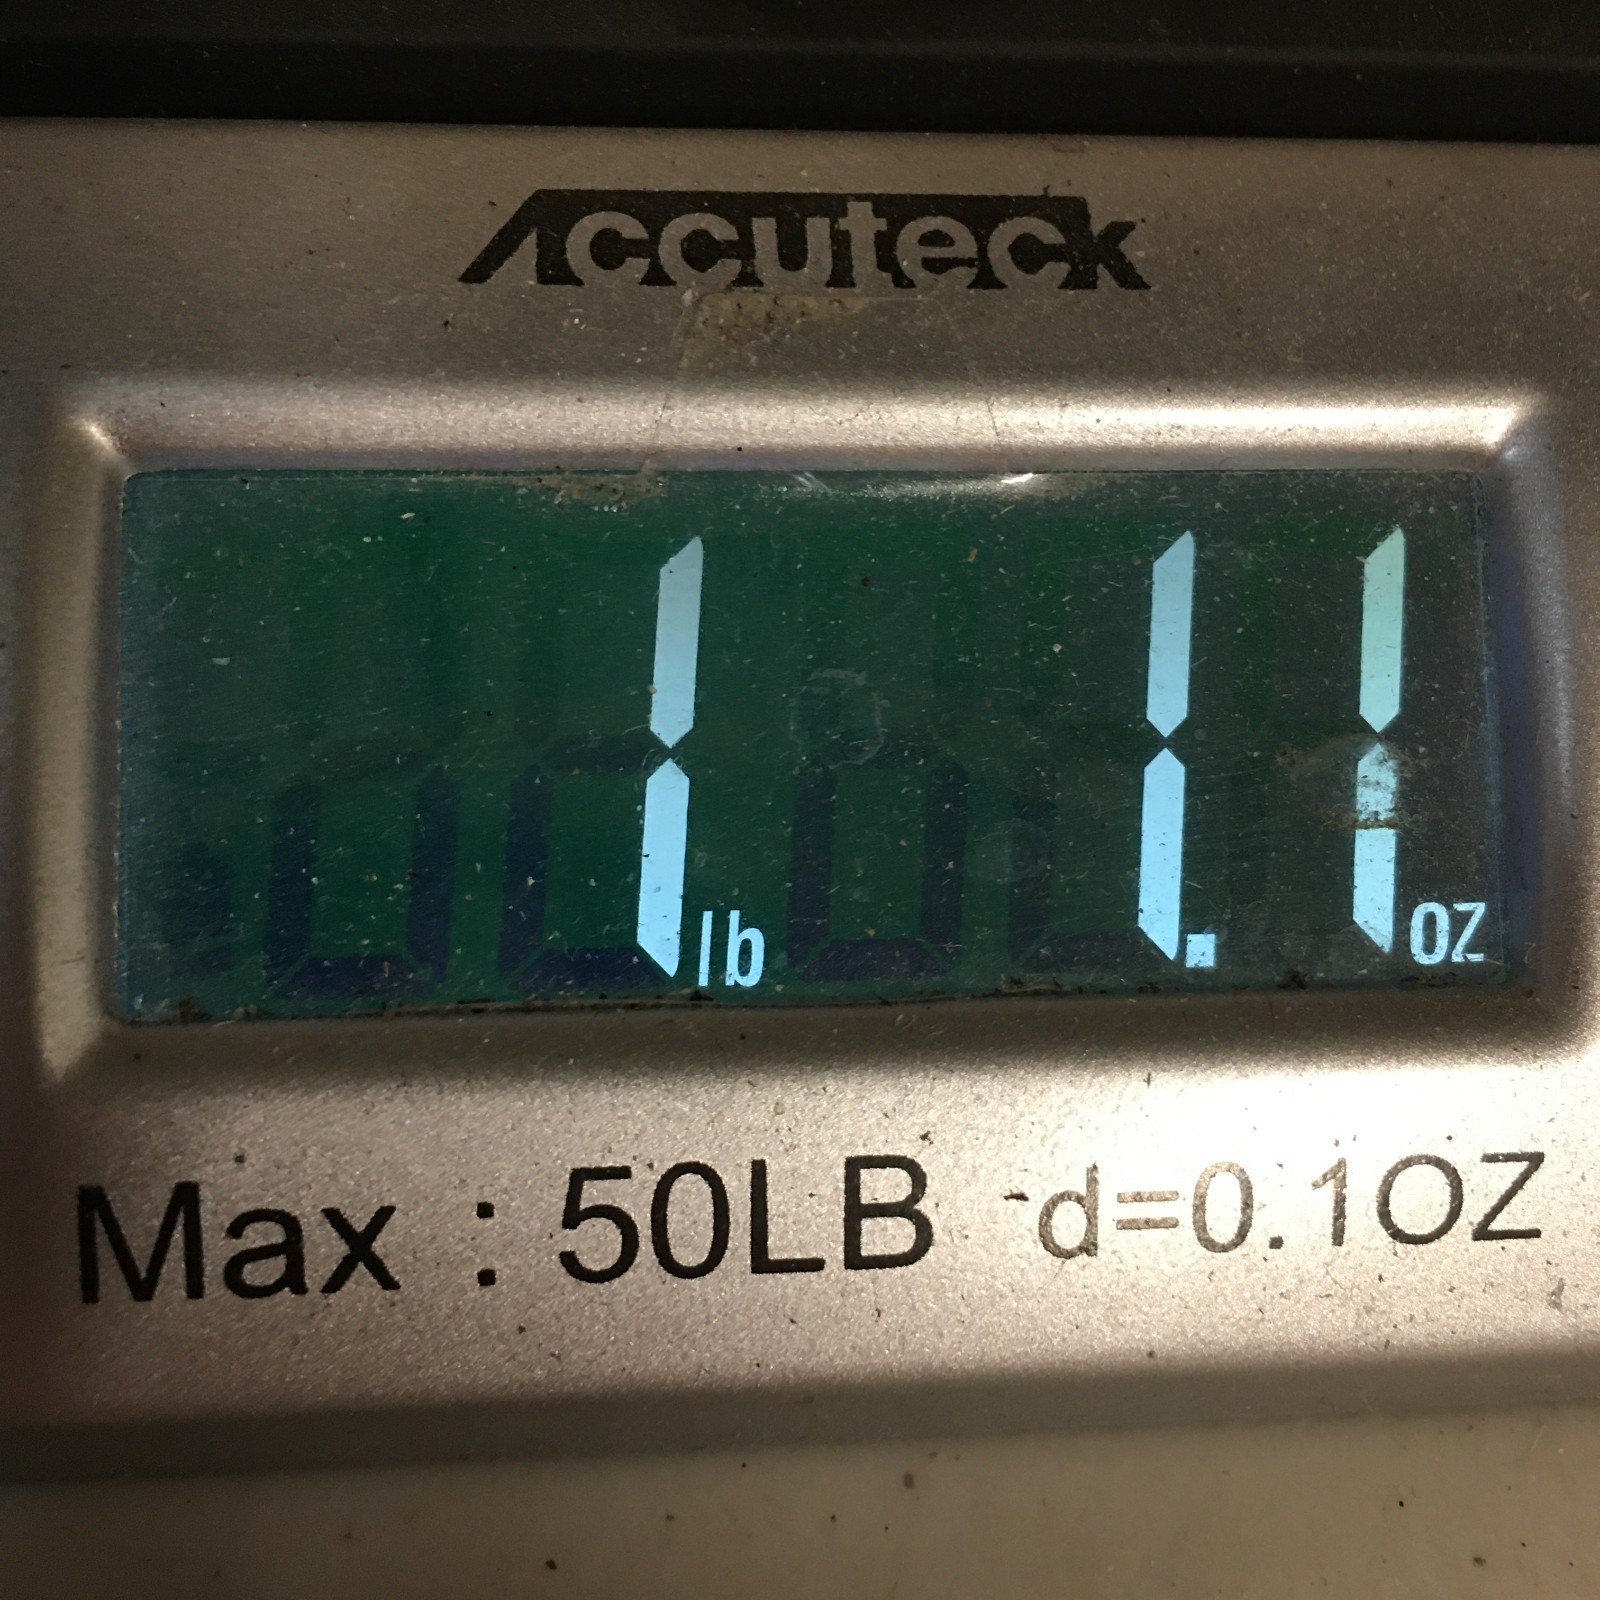 Accuteck
1 lb 1.1 oz
Max : 50LB d=0.1OZ